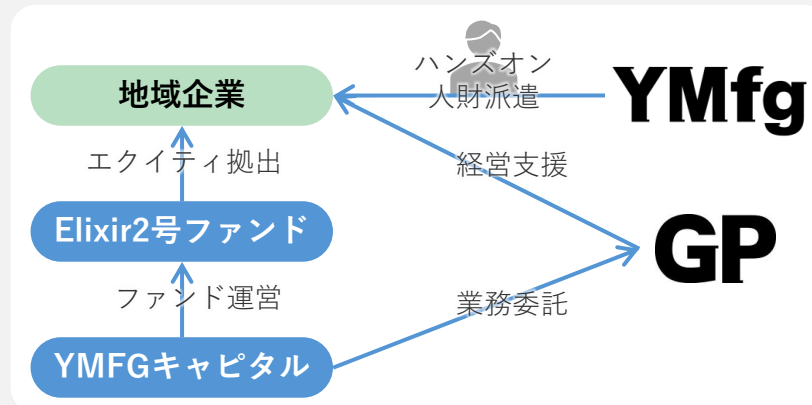 ハンズオン
人財派遣
YMfg
地域企業
エクイティ拠出
経営支援
Elixir2号ファンド
GP
ファンド運営
業務委託
YMFGキャピタル